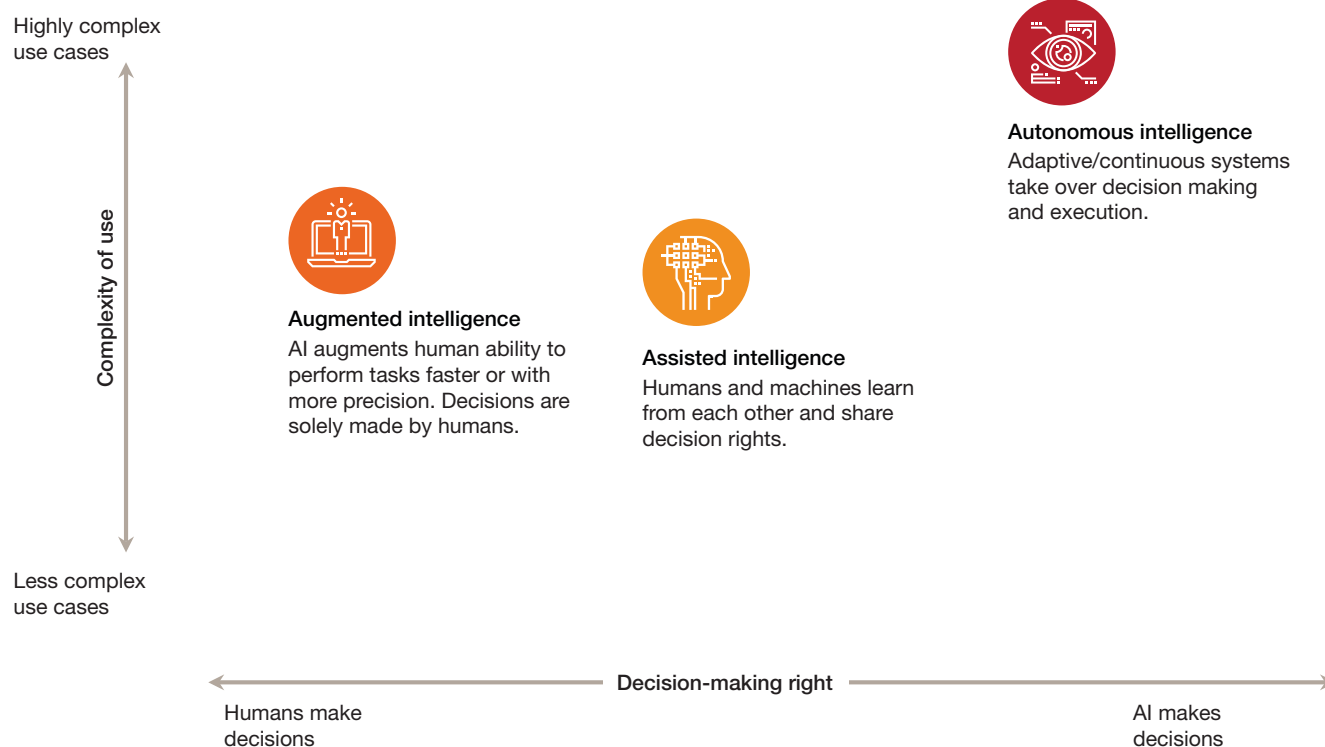 Highly complex
use cases
Complexity of use
Less complex
use cases
Augmented intelligence
AI augments human ability to
perform tasks faster or with
more precision. Decisions are
solely made by humans.
Assisted intelligence
Humans and machines learn
from each other and share
decision rights.
Autonomous intelligence
Adaptive/continuous systems
take over decision making
and execution.
Decision-making right
Humans make
decisions
AI makes
decisions